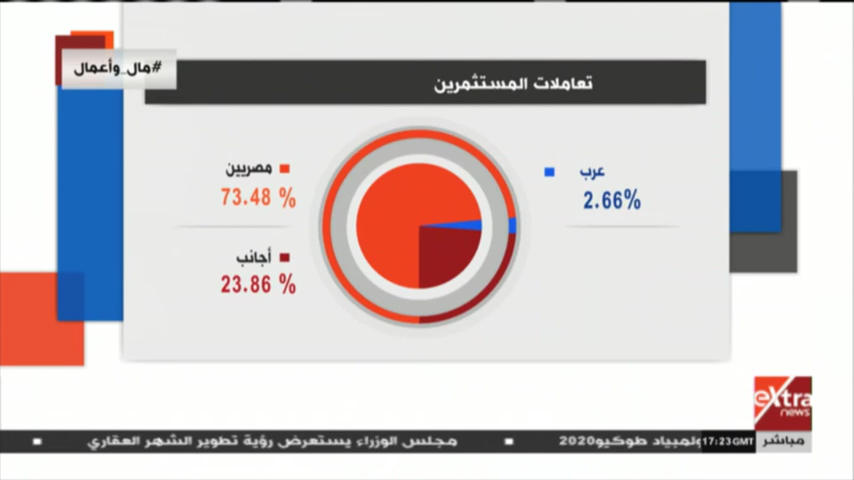 #مال_وأعمال
تعاملات المستثمرين
عرب
2.66%
مصريين
73.48 %
أجانب
23.86 %
eXtra
news
مباشر
17:23 GMT
ولمبياد طوكيو2020
مجلس الوزراء يستعرض رؤية تطوير الشهر العقاري